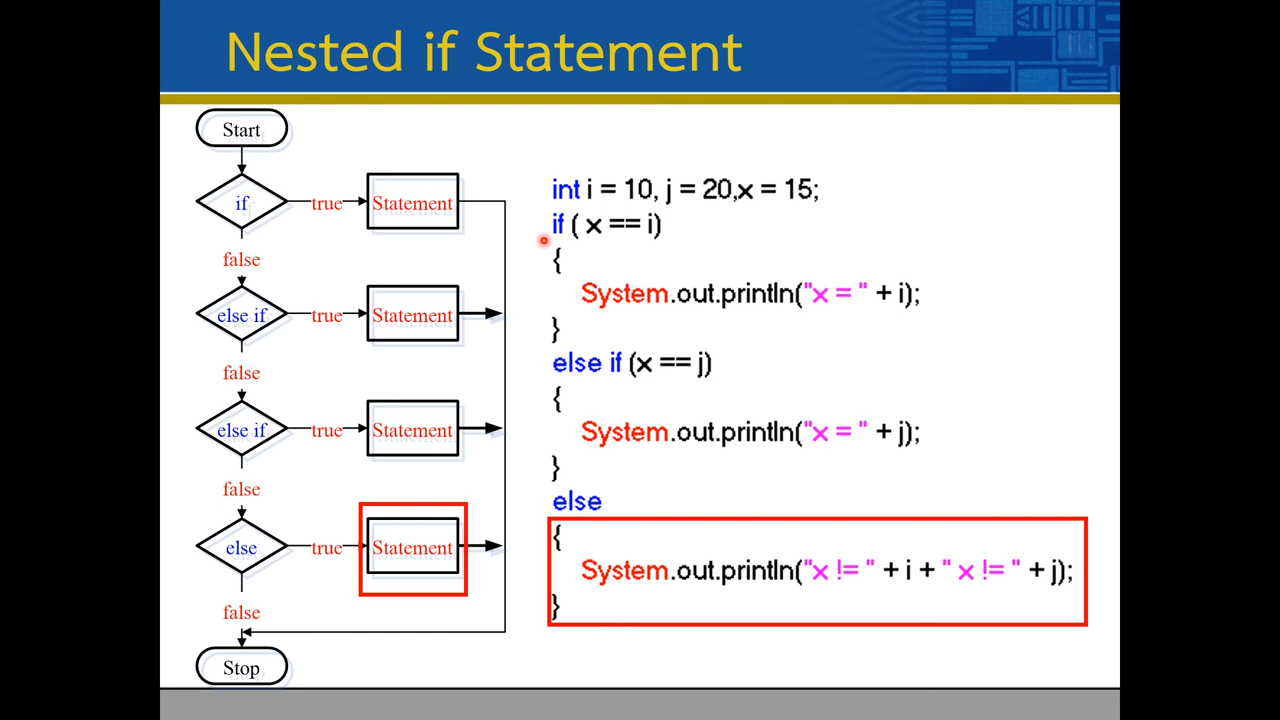 Nested if Statement
Start
if
true
Statement
false
else if
true
Statement
false
else if
true
Statement
false
else
true
Statement
false
Stop
int i = 10, j = 20,x = 15;
if ( x == i)
{
System.out.println("x = " + i);
}
else if (x == j)
{
System.out.println("x = " + j);
}
else
{
System.out.println("x != " + i + " x != " + j);
}